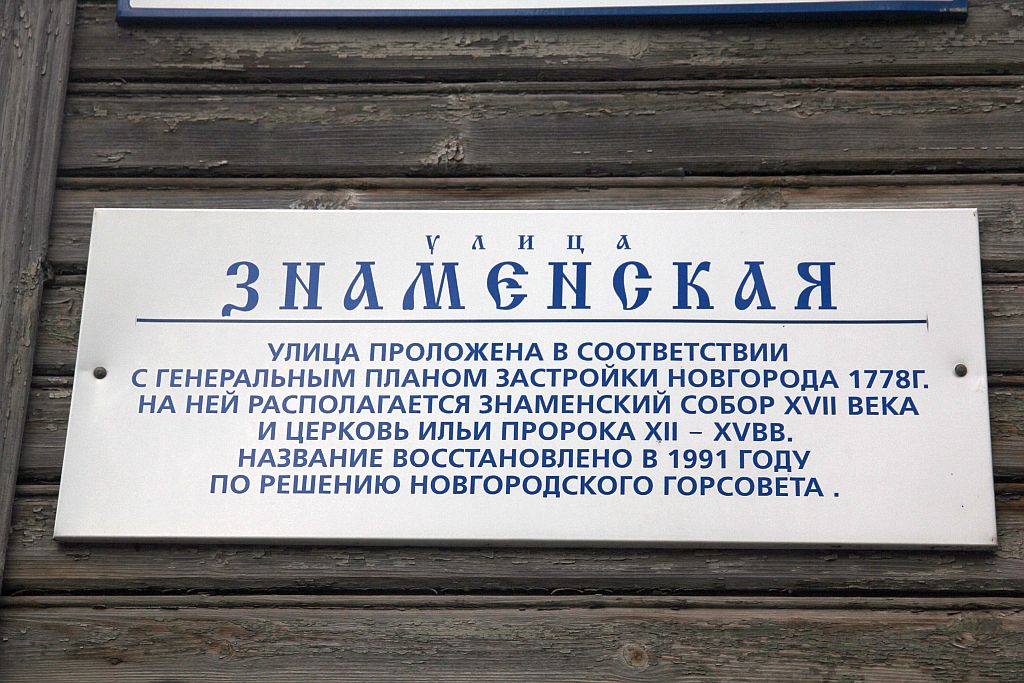 УЛИЦА
ЗНАМЕНСКАЯ
УЛИЦА ПРОЛОЖЕНА В СООТВЕТСТВИИ
С ГЕНЕРАЛЬНЫМ ПЛАНОМ ЗАСТРОЙКИ НОВГОРОДА 1778Г.
НА НЕЙ РАСПОЛАГАЕТСЯ ЗНАМЕНСКИЙ СОБОР XVII ВЕКА
И ЦЕРКОВЬ ИЛЬИ ПРОРОКА XII – XVВВ.
НАЗВАНИЕ ВОССТАНОВЛЕНО В 1991 ГОДУ
ПО РЕШЕНИЮ НОВГОРОДСКОГО ГОРСОВЕТА .